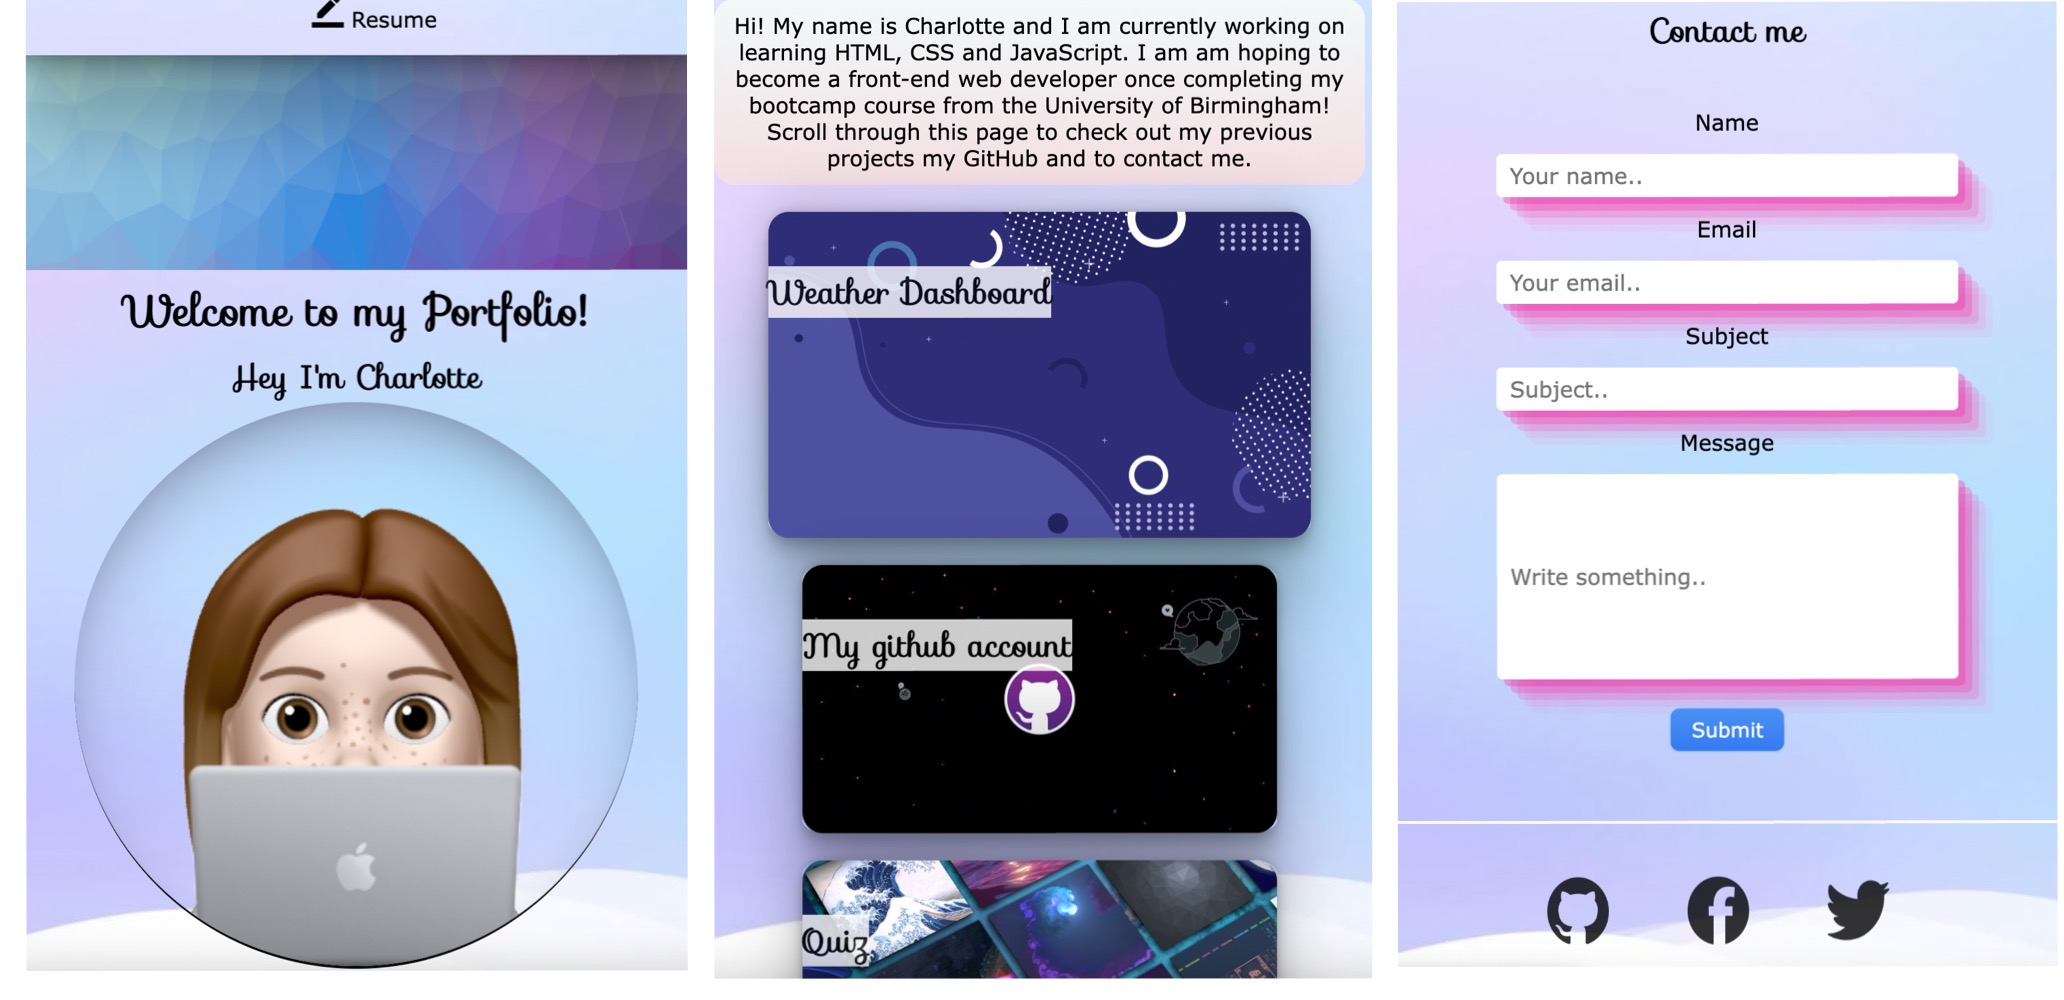 Resume
Welcome to my Portfolio!
Hey I'm Charlotte
Hi! My name is Charlotte and I am currently working on
learning HTML, CSS and JavaScript. I am am hoping to
become a front-end web developer once completing my
bootcamp course from the University of Birmingham!
Scroll through this page to check out my previous
projects my GitHub and to contact me.
Weather Dashboard
My github account
Quiz
Contact me
Name
Your name..
Email
Your email..
Subject
Subject..
Message
Write something..
Submit